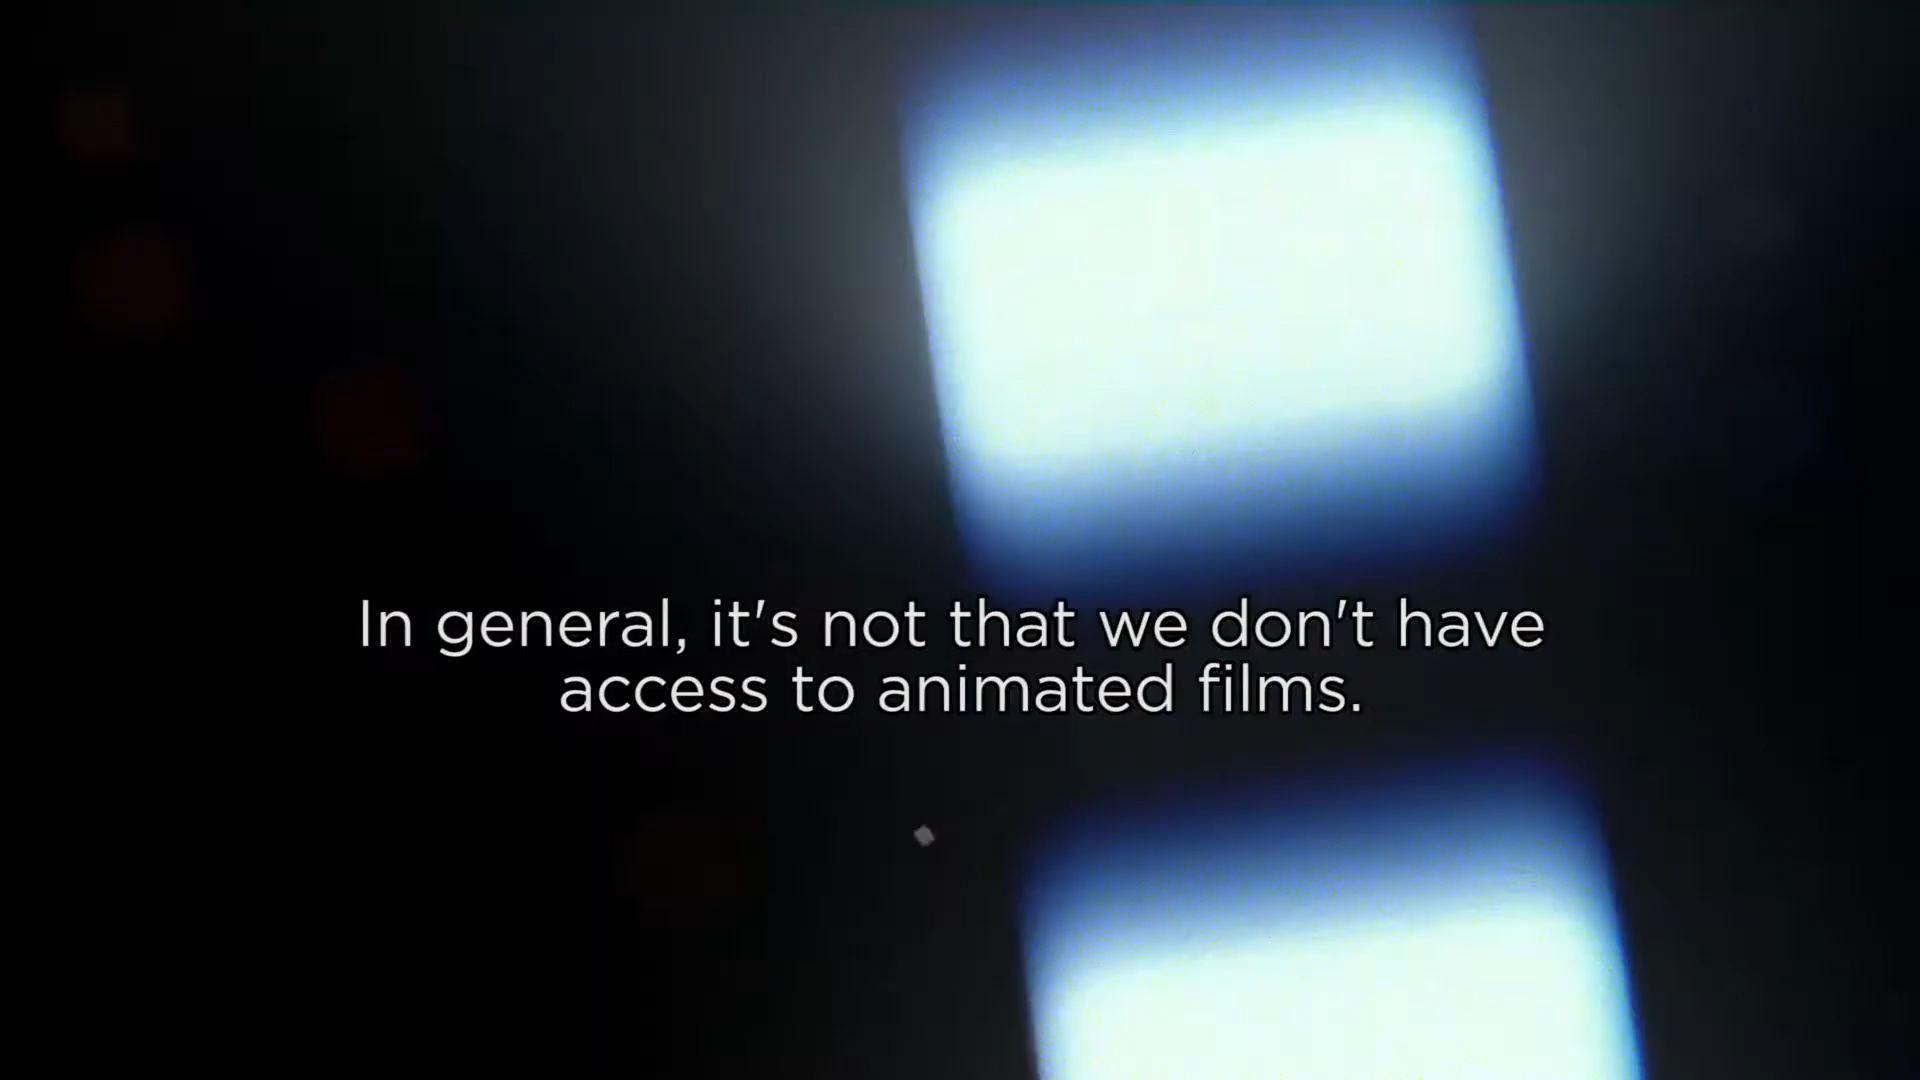 In general, it's not that we don't have
access to animated films.